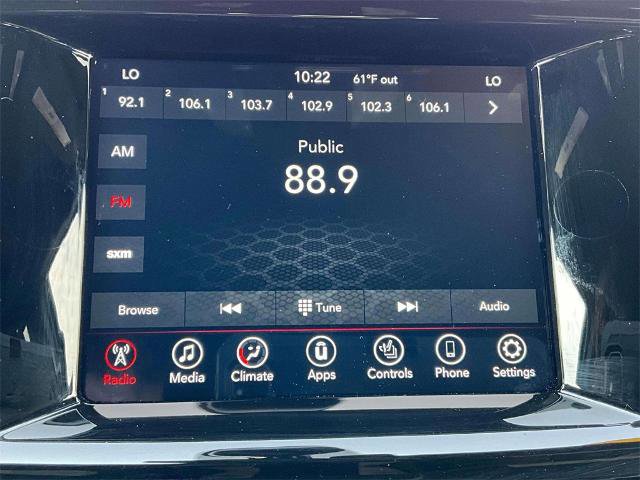 LO 10:22 61°F out LO
1 92.1 2 106.1 3 103.7 4 102.9 5 102.3 6 106.1
AM
Public
88.9
FM
sxm
Browse Tune Audio
Radio Media Climate Apps Controls Phone Settings